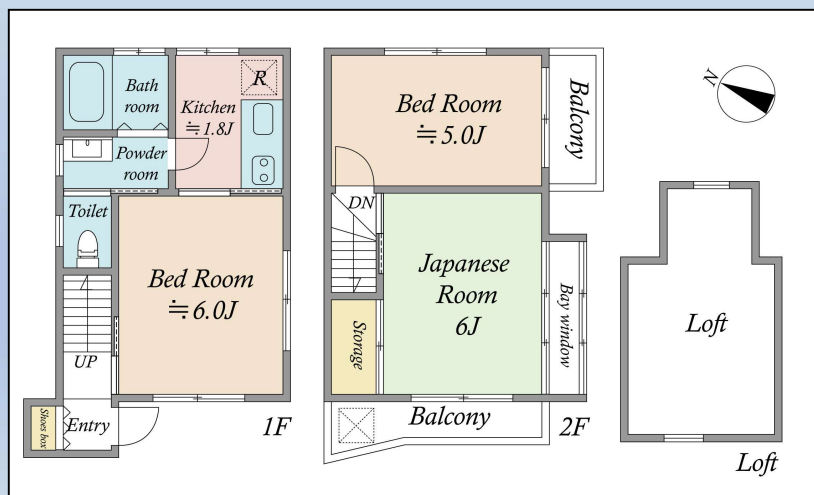 Bath
room
R
Kitchen
≒1.8J
Powder
room
Toilet
Bed Room
≒6.0J
UP
Shoes box
Entry
1F
Bed Room
≒5.0J
Balcony
DN
Japanese
Room
6J
Storage
Bay window
Balcony
2F
N
Loft
Loft